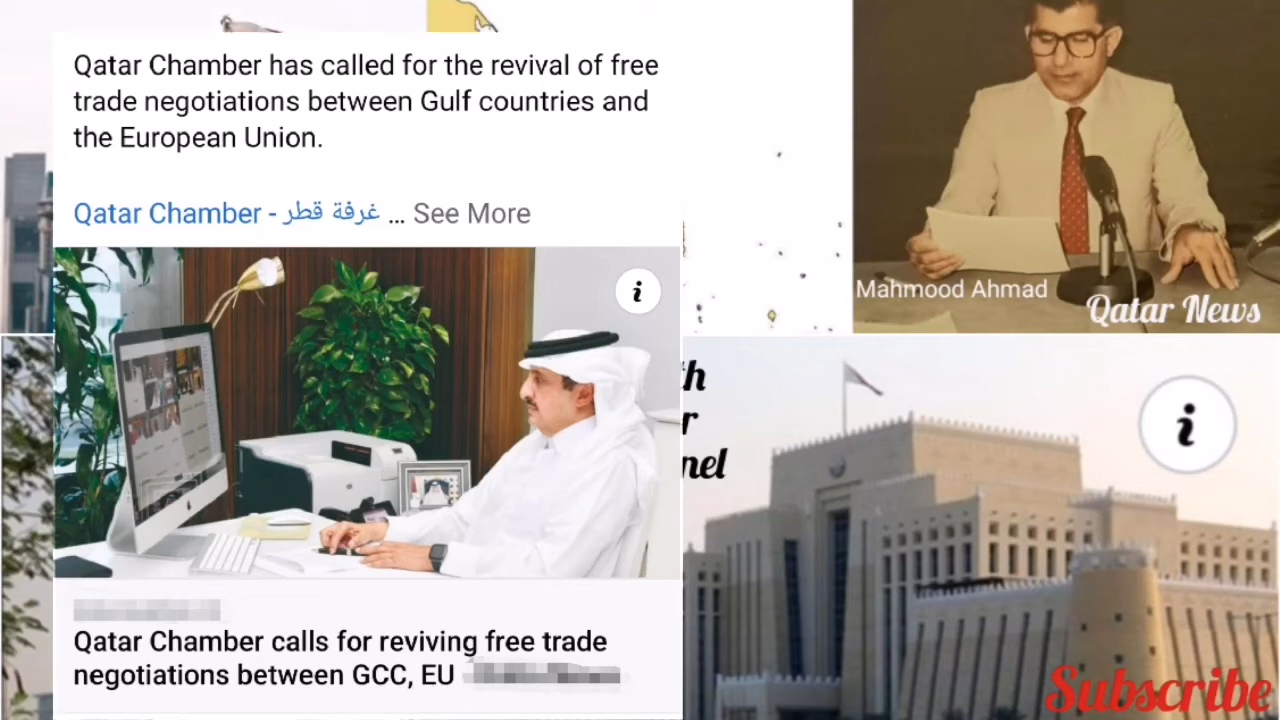 Qatar Chamber has called for the revival of free
trade negotiations between Gulf countries and
the European Union.
Qatar Chamber - غرفة قطر ... See More
i
Qatar Chamber calls for reviving free trade
negotiations between GCC, EU
Mahmood Ahmad
Qatar News
th
r
nel
i
Subscribe